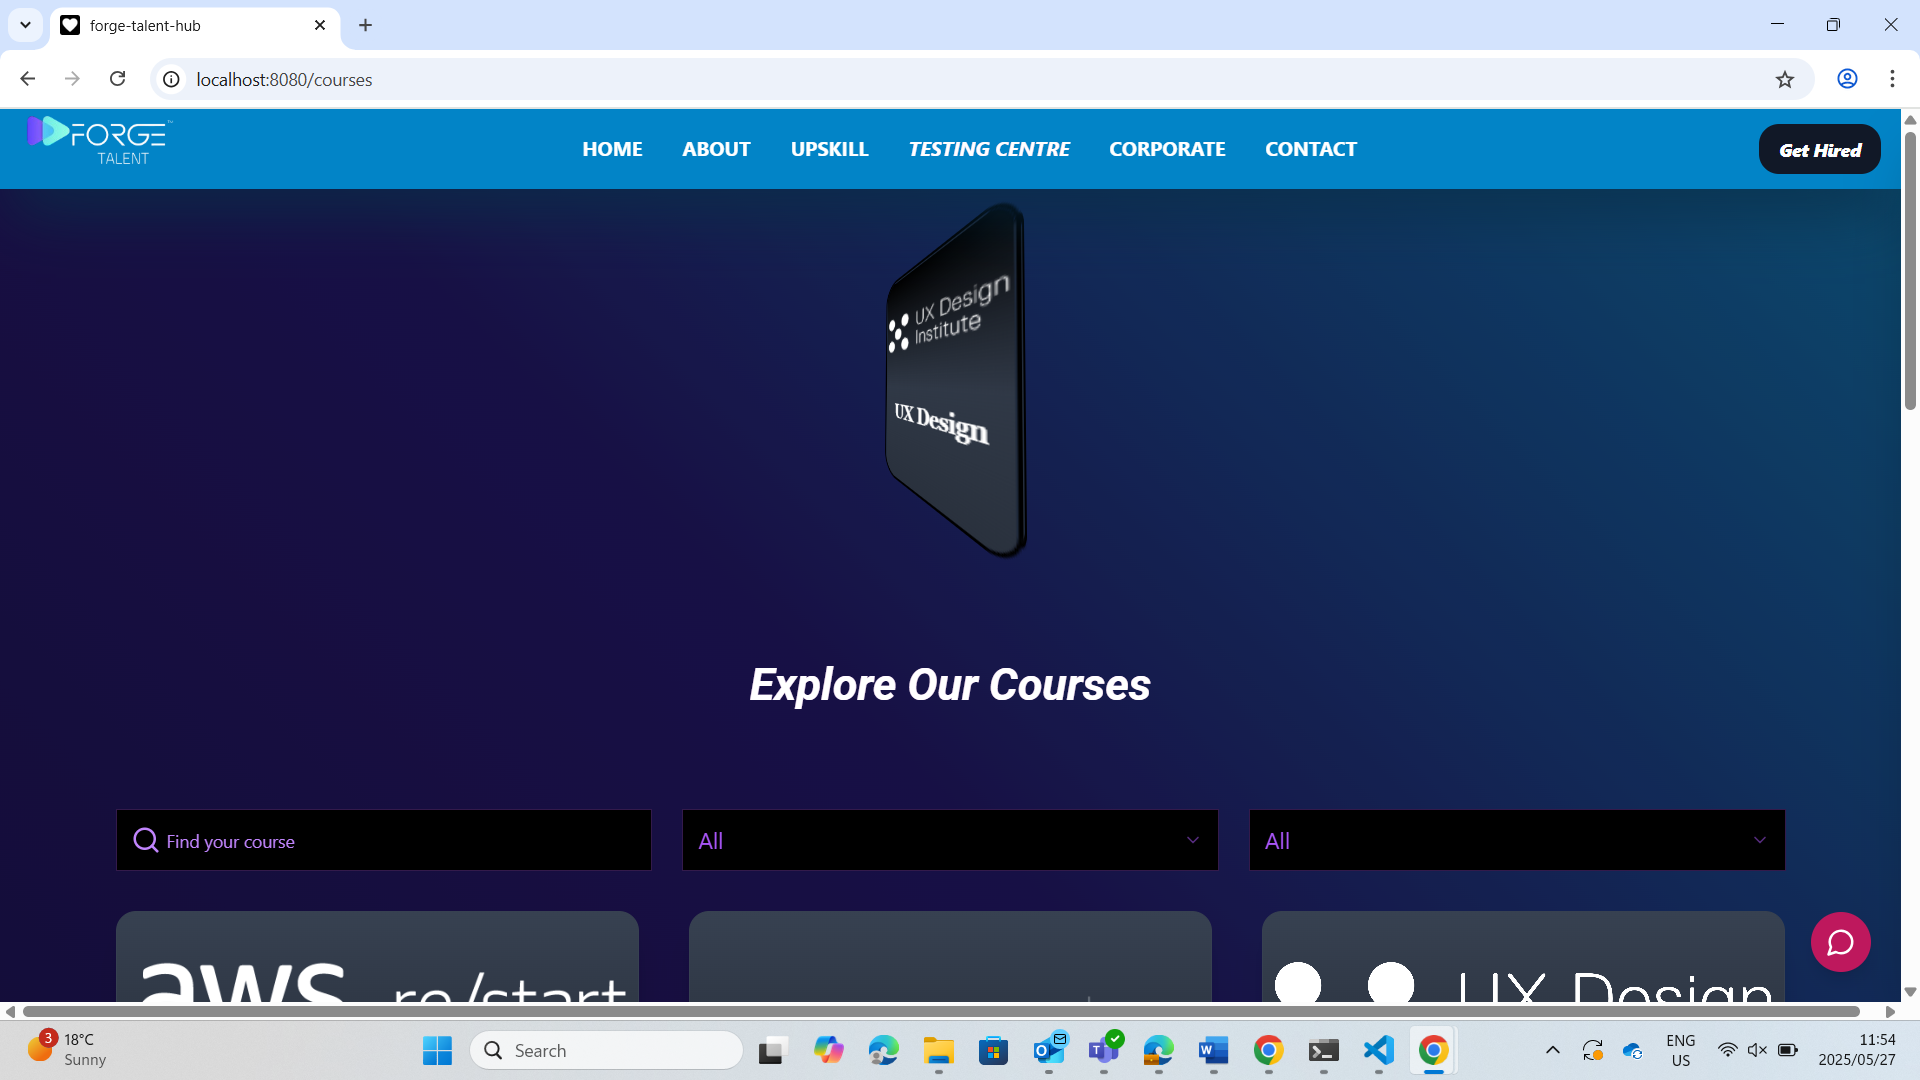 forge-talent-hub
localhost:8080/courses
FORGE™
TALENT
HOME ABOUT UPSKILL TESTING CENTRE CORPORATE CONTACT
Get Hired
UX Design
Institute
UX Design
Explore Our Courses
Find your course
All
All
aws re/start
UX Design
3
18°C
Sunny
Search
ENG
US
11:54
2025/05/27